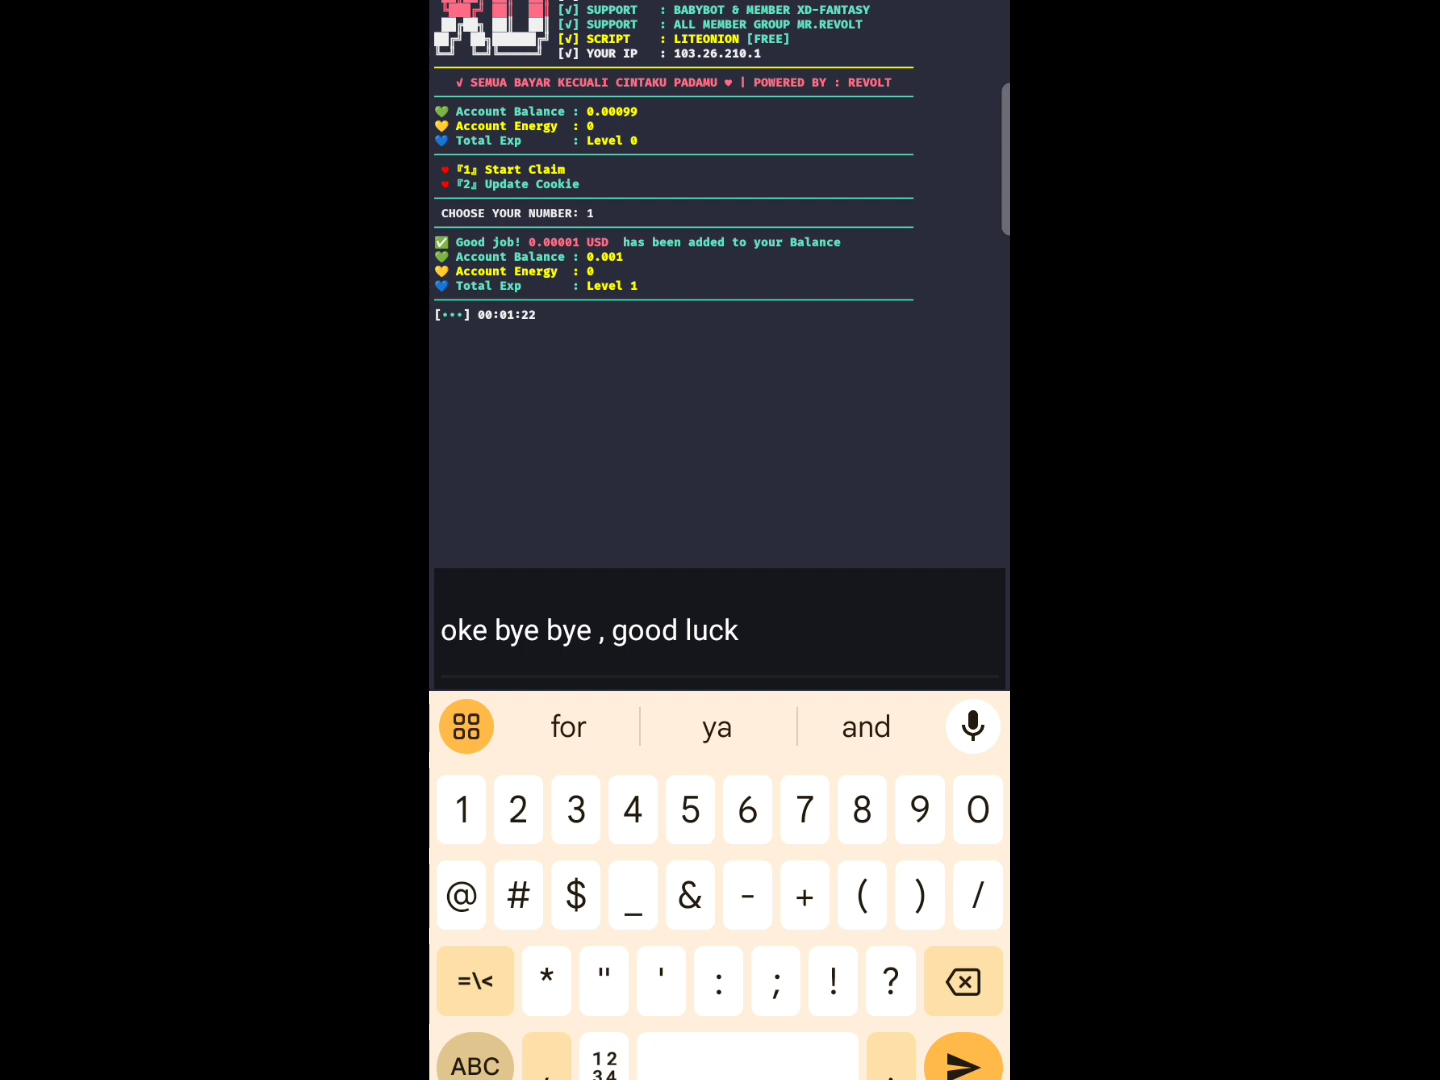 [√] SUPPORT : BABYBOT & MEMBER XD-FANTASY
[√] SUPPORT : ALL MEMBER GROUP MR.REVOLT
[√] SCRIPT : LITEONION [FREE]
[√] YOUR IP : 103.26.210.1
√ SEMUA BAYAR KECUALI CINTAKU PADAMU ♥ | POWERED BY : REVOLT
💚 Account Balance : 0.00099
💛 Account Energy : 0
💙 Total Exp : Level 0
♥ 『1』 Start Claim
♥ 『2』 Update Cookie
CHOOSE YOUR NUMBER: 1
✅ Good job! 0.00001 USD has been added to your Balance
💚 Account Balance : 0.001
💛 Account Energy : 0
💙 Total Exp : Level 1
[•••] 00:01:22
oke bye bye , good luck
for ya and
1 2 3 4 5 6 7 8 9 0
@ # $ _ & - + ( ) /
=\< * " ' : ; ! ?
ABC , 12 34 .